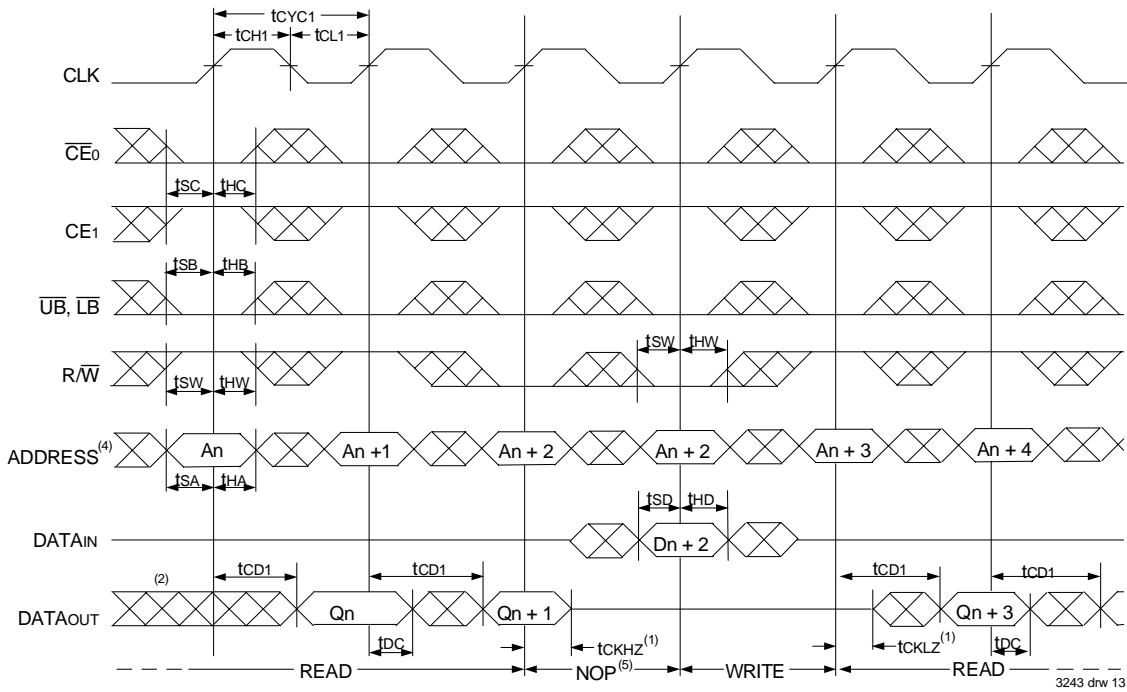 tCYC1
tCH1 tCL1
CLK
CE0
tSC tHC
CE1
tSB tHB
UB, LB
tSW tHW
R/W
tSW tHW
ADDRESS(4) An An +1 An + 2 An + 2 An + 3 An + 4
tSA tHA
tSD tHD
DATAIN Dn + 2
(2) tCD1 tCD1 tCD1 tCD1
DATAOUT Qn Qn + 1 Qn + 3
tDC tCKHZ(1) tCKLZ(1) tDC
READ NOP(5) WRITE READ
3243 drw 13